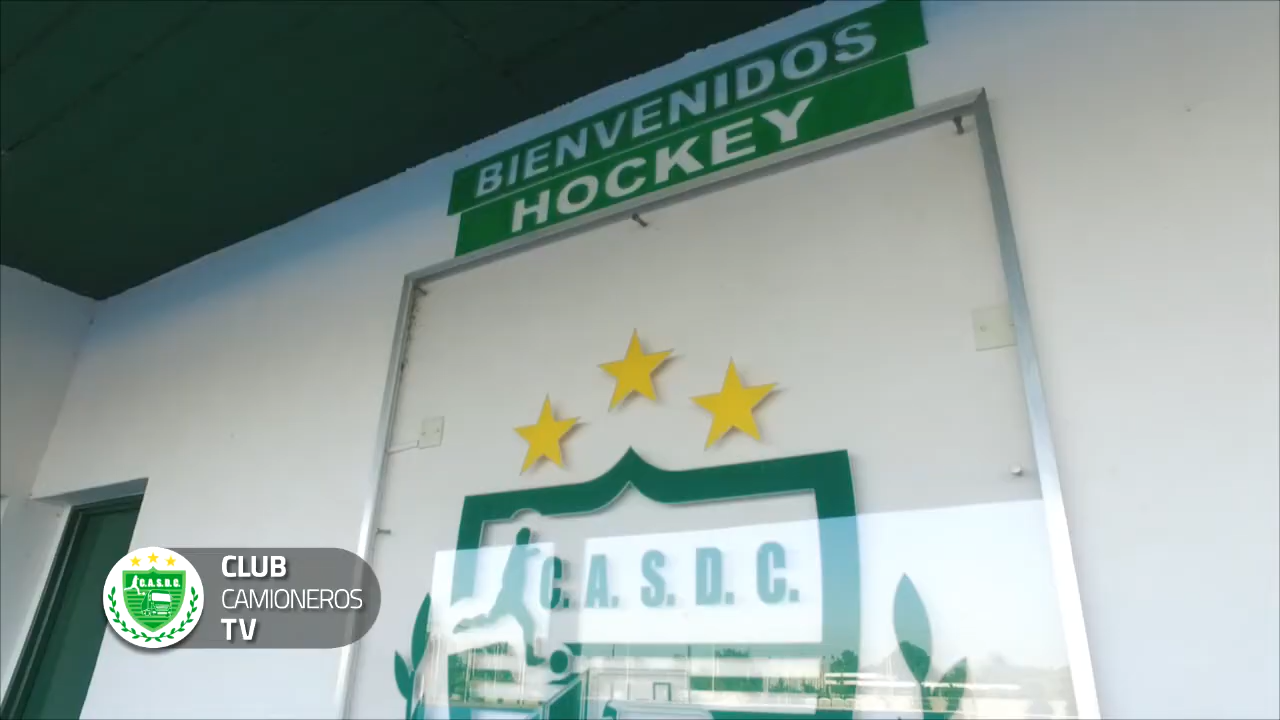 BIENVENIDOS
HOCKEY
C. A. S. D. C.
C.A.S.D.C.
CLUB
CAMIONEROS
TV